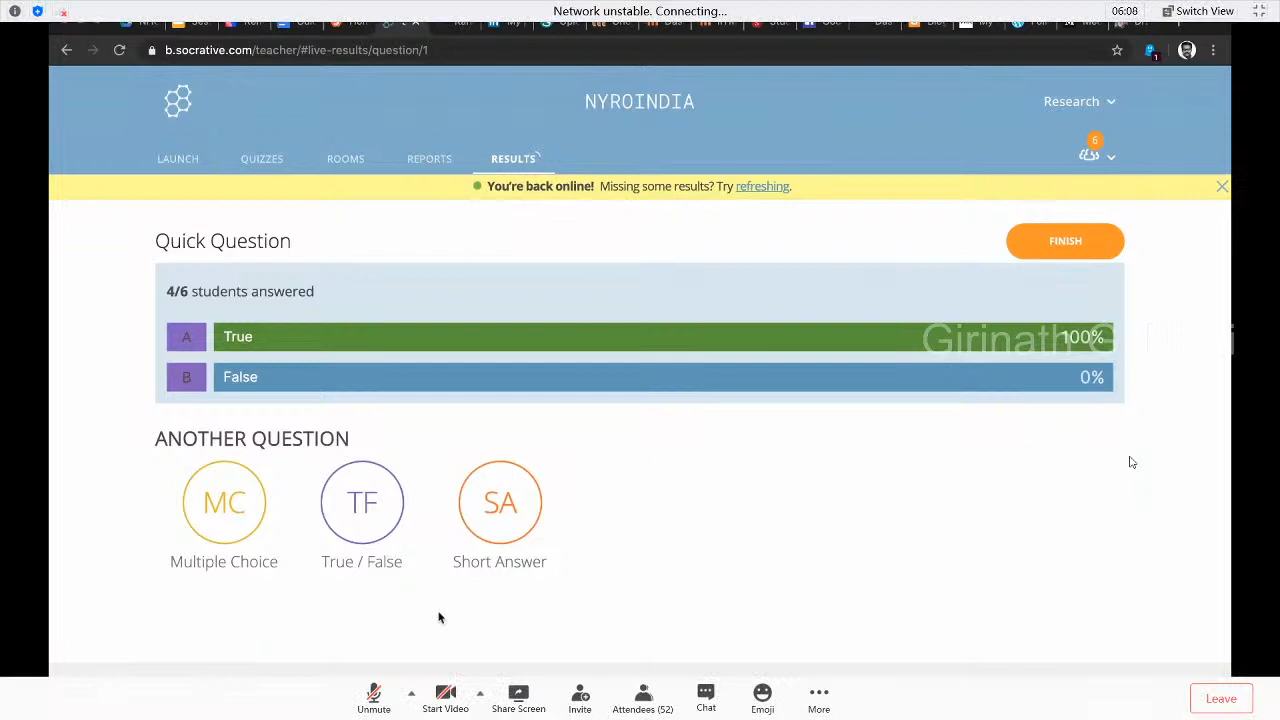 Network unstable. Connecting...
06:08
Switch View
b.socrative.com/teacher/#live-results/question/1
1
NYROINDIA
Research
6
LAUNCH QUIZZES ROOMS REPORTS RESULTS
You're back online! Missing some results? Try refreshing.
Quick Question
FINISH
4/6 students answered
A True 100%
Girinath G
B False 0%
ANOTHER QUESTION
MC TF SA
Multiple Choice True / False Short Answer
Unmute Start Video Share Screen Invite Attendees (52) Chat Emoji More
Leave